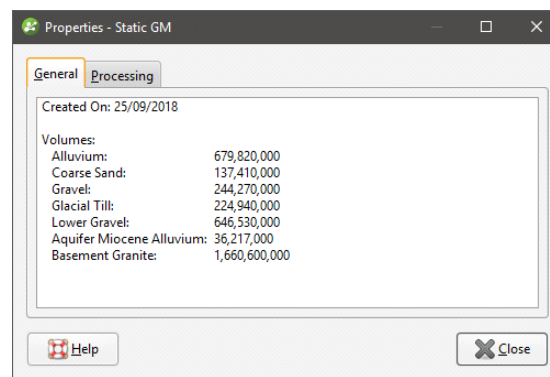 Properties - Static GM
General Processing
Created On: 25/09/2018
Volumes:
Alluvium: 679,820,000
Coarse Sand: 137,410,000
Gravel: 244,270,000
Glacial Till: 224,940,000
Lower Gravel: 646,530,000
Aquifer Miocene Alluvium: 36,217,000
Basement Granite: 1,660,600,000
Help Close